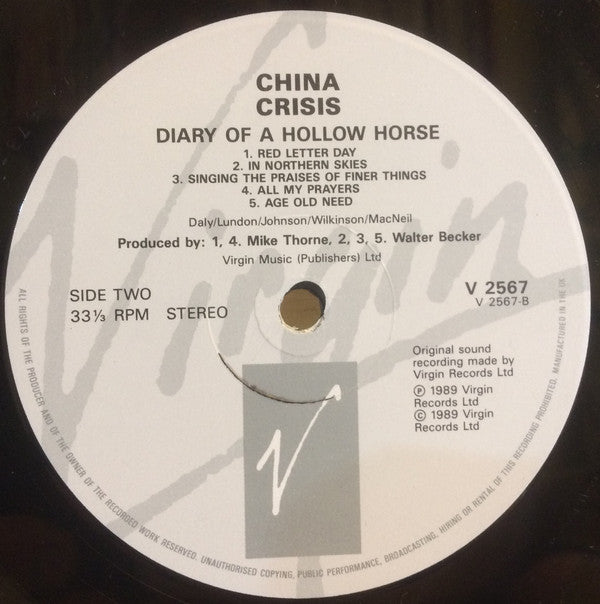 CHINA
CRISIS
DIARY OF A HOLLOW HORSE
1. RED LETTER DAY
2. IN NORTHERN SKIES
3. SINGING THE PRAISES OF FINER THINGS
4. ALL MY PRAYERS
5. AGE OLD NEED
Daly/Lundon/Johnson/Wilkinson/MacNeil
Produced by: 1, 4. Mike Thorne, 2, 3, 5. Walter Becker
Virgin Music (Publishers) Ltd
SIDE TWO
33⅓ RPM STEREO
V 2567
V 2567-B
Original sound
recording made by
Virgin Records Ltd
℗ 1989 Virgin
Records Ltd
© 1989 Virgin
Records Ltd
Virgin
V
ALL RIGHTS OF THE PRODUCER AND OF THE OWNER OF THE RECORDED WORK RESERVED. UNAUTHORISED COPYING, PUBLIC PERFORMANCE, BROADCASTING, HIRING OR RENTAL OF THIS RECORDING PROHIBITED. MANUFACTURED IN THE UK